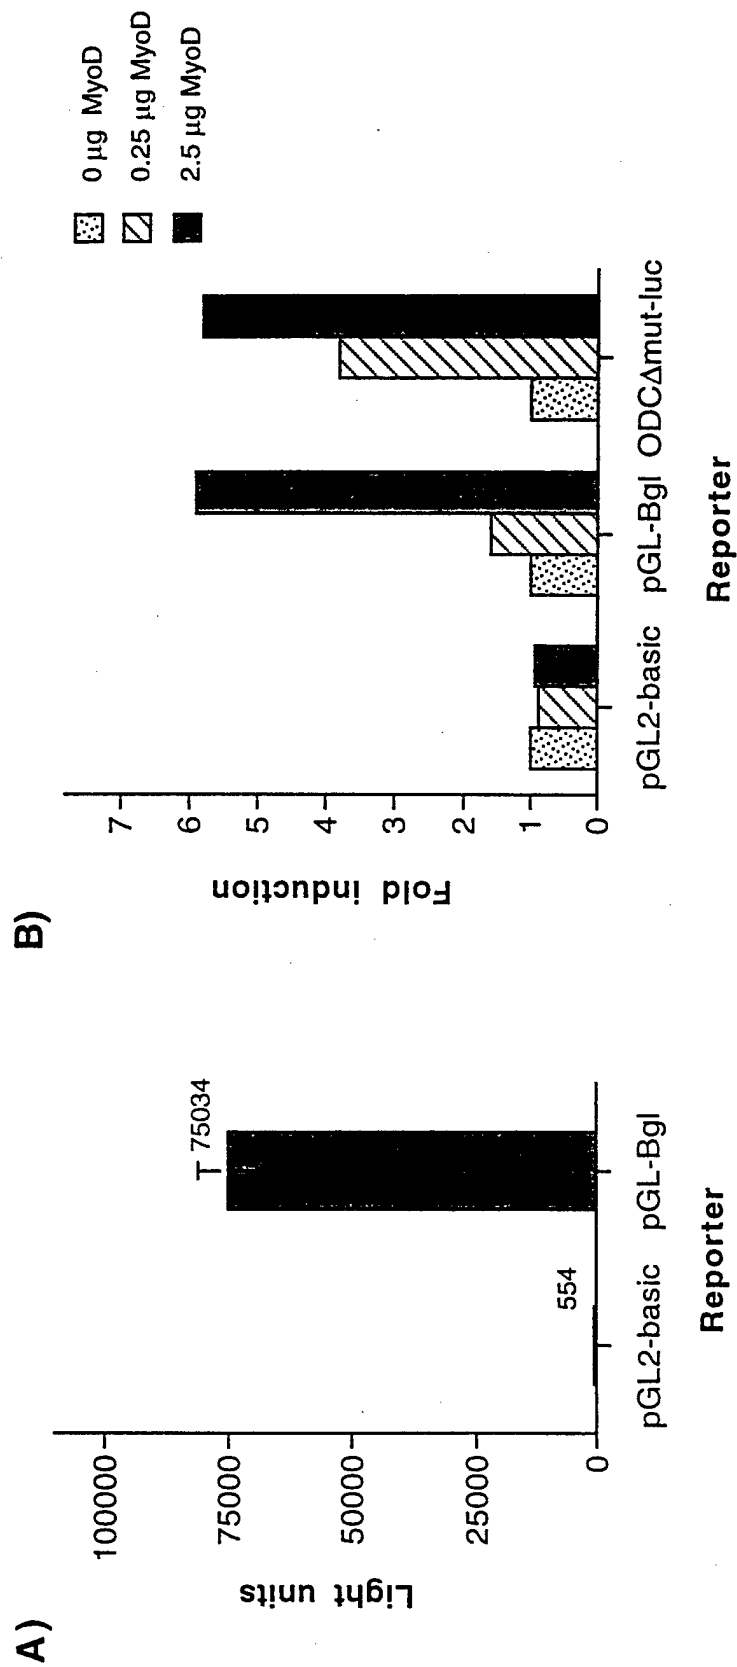 A)
Light units
100000
75000
50000
25000
0
554
75034
pGL2-basic pGL-Bgl
Reporter
B)
Fold induction
7
6
5
4
3
2
1
0
0 µg MyoD
0.25 µg MyoD
2.5 µg MyoD
pGL2-basic pGL-Bgl ODCΔmut-luc
Reporter